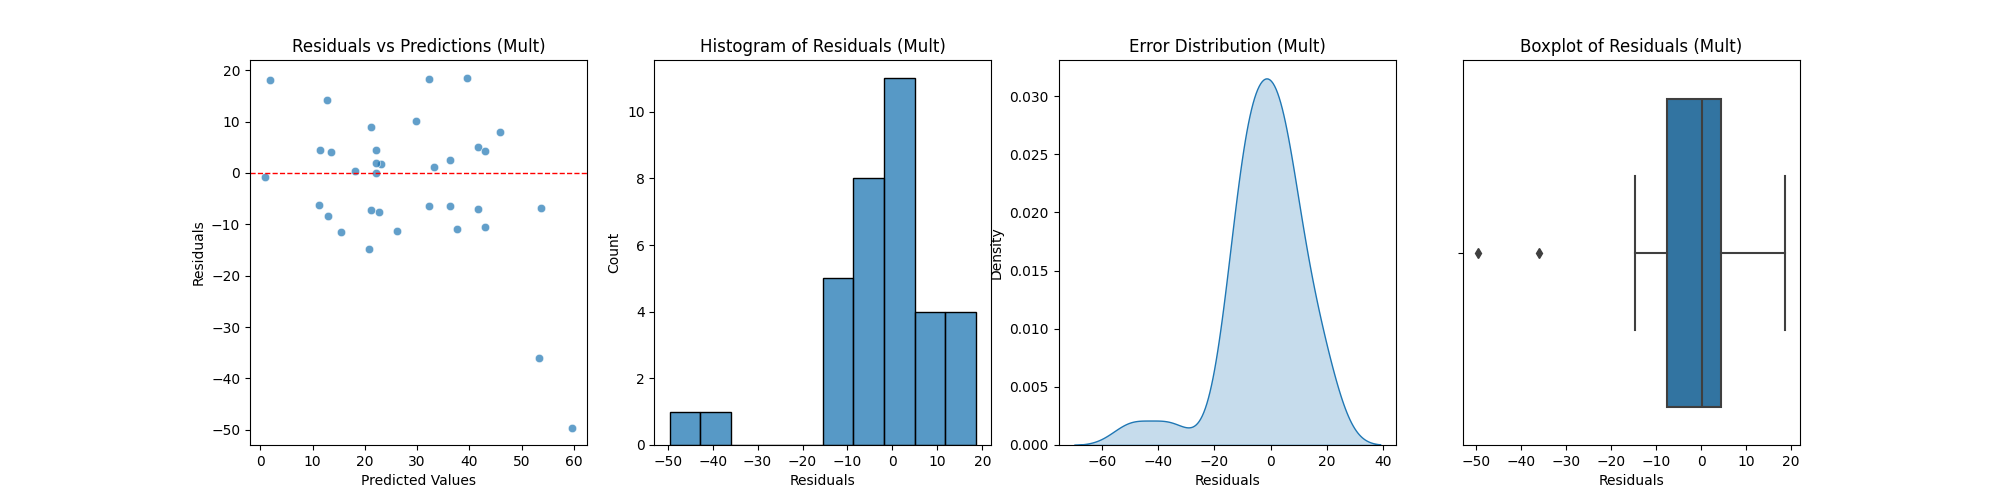 Residuals vs Predictions (Mult)
20
10
0
−10
−20
−30
−40
−50
Residuals
0 10 20 30 40 50 60
Predicted Values
Histogram of Residuals (Mult)
10
8
6
4
2
0
Count
−50 −40 −30 −20 −10 0 10 20
Residuals
Error Distribution (Mult)
0.030
0.025
0.020
0.015
0.010
0.005
0.000
Density
−60 −40 −20 0 20 40
Residuals
Boxplot of Residuals (Mult)
−50 −40 −30 −20 −10 0 10 20
Residuals